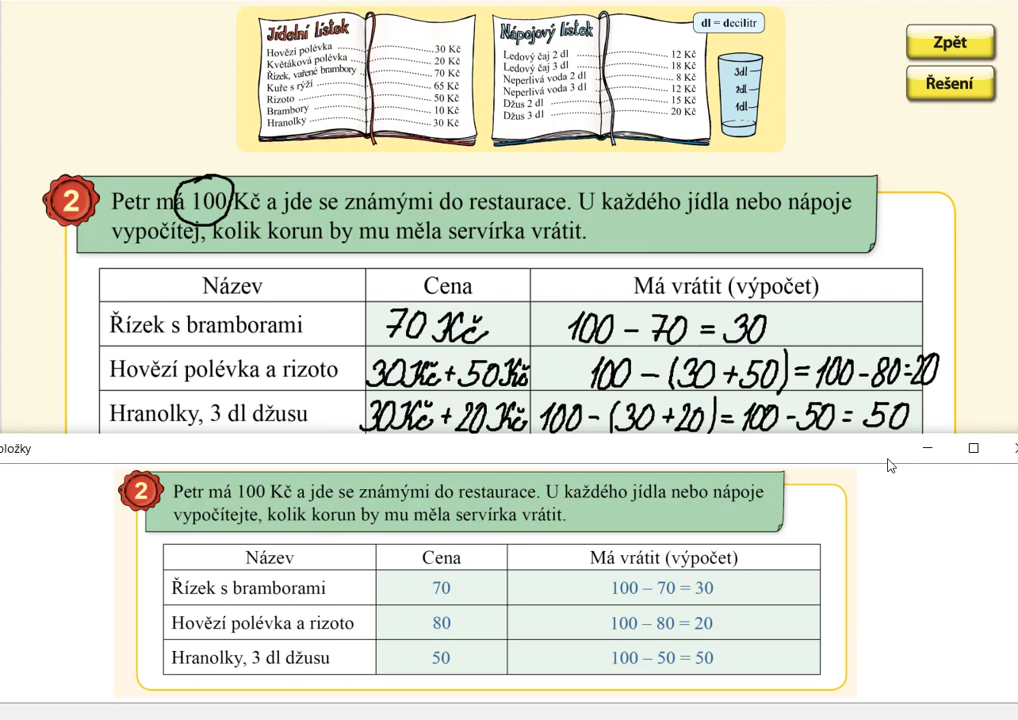 Jídelní lístek
Hovězí polévka 30 Kč
Květáková polévka 20 Kč
Řízek, vařené brambory 70 Kč
Kuře s rýží 65 Kč
Rizoto 50 Kč
Brambory 10 Kč
Hranolky 30 Kč
Nápojový lístek
Ledový čaj 2 dl 12 Kč
Ledový čaj 3 dl 18 Kč
Neperlivá voda 2 dl 8 Kč
Neperlivá voda 3 dl 12 Kč
Džus 2 dl 15 Kč
Džus 3 dl 20 Kč
dl = decilitr
3dl
2dl
1dl
Zpět
Řešení
2
Petr má 100 Kč a jde se známými do restaurace. U každého jídla nebo nápoje
vypočítej, kolik korun by mu měla servírka vrátit.
Název Cena Má vrátit (výpočet)
Řízek s bramborami 70 Kč 100 - 70 = 30
Hovězí polévka a rizoto 30 Kč + 50 Kč 100 - (30 + 50) = 100 - 80 = 20
Hranolky, 3 dl džusu 30 Kč + 20 Kč 100 - (30 + 20) = 100 - 50 = 50
oložky
2
Petr má 100 Kč a jde se známými do restaurace. U každého jídla nebo nápoje
vypočítejte, kolik korun by mu měla servírka vrátit.
Název Cena Má vrátit (výpočet)
Řízek s bramborami 70 100 – 70 = 30
Hovězí polévka a rizoto 80 100 – 80 = 20
Hranolky, 3 dl džusu 50 100 – 50 = 50